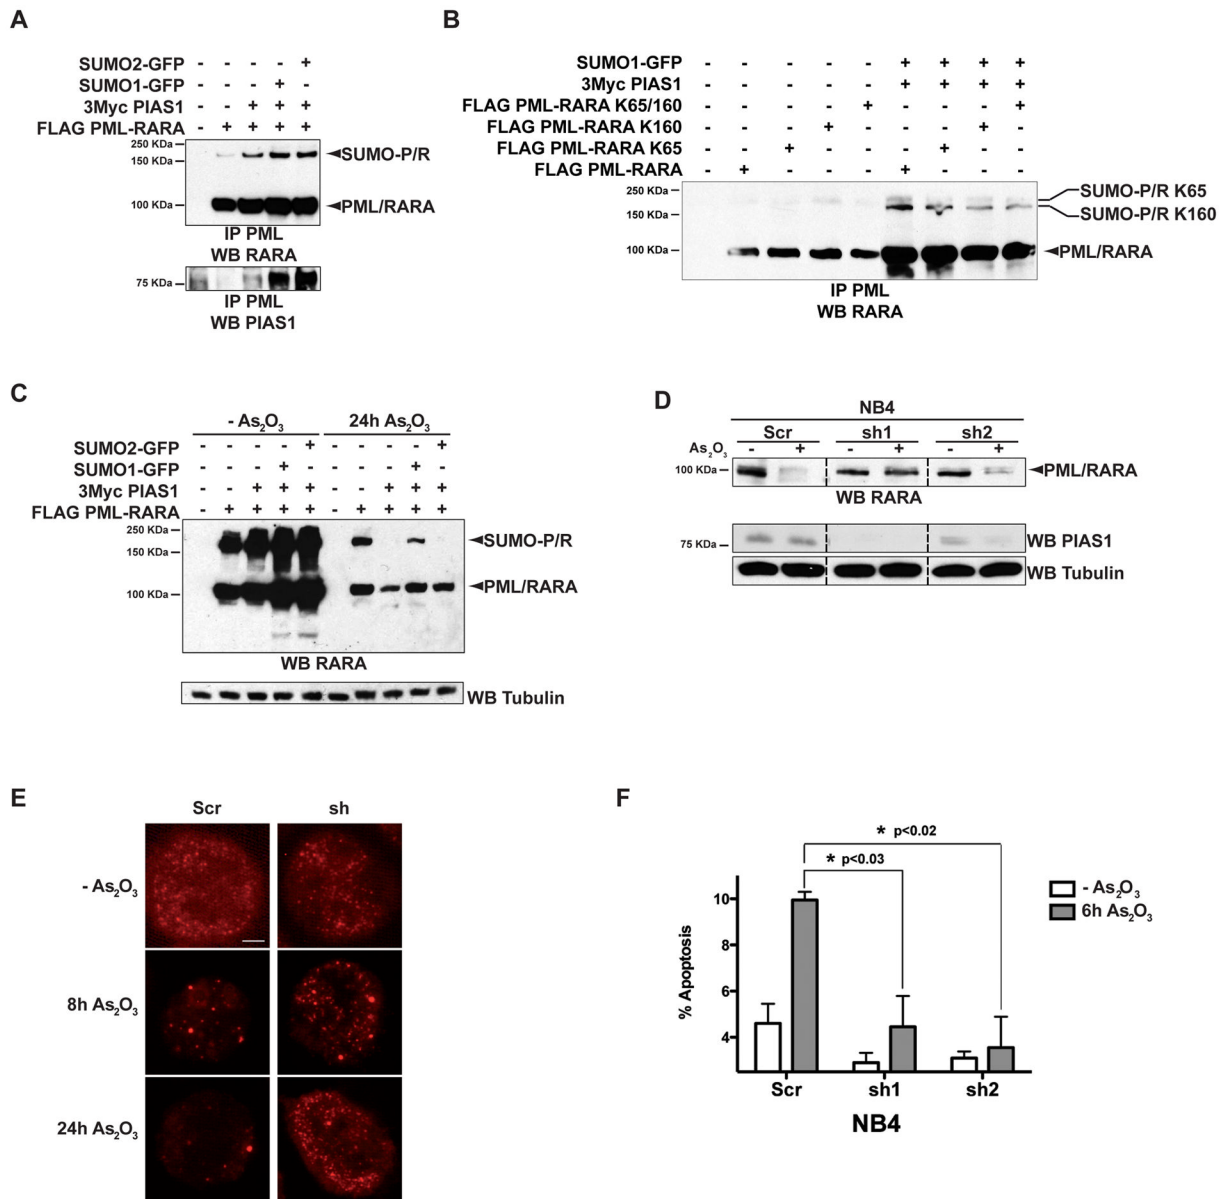 A
SUMO2-GFP - - - - +
SUMO1-GFP - - - + -
3Myc PIAS1 - - + + +
FLAG PML-RARA - + + + +
250 KDa
150 KDa
SUMO-P/R
100 KDa
PML/RARA
IP PML
WB RARA
75 KDa
IP PML
WB PIAS1
B
SUMO1-GFP - - - - - + + + +
3Myc PIAS1 - - - - - + + + +
FLAG PML-RARA K65/160 - - - - + - - - +
FLAG PML-RARA K160 - - - + - - - + -
FLAG PML-RARA K65 - - + - - - + - -
FLAG PML-RARA - + - - - + - - -
250 KDa
150 KDa
SUMO-P/R K65
SUMO-P/R K160
100 KDa
PML/RARA
IP PML
WB RARA
C
- As2O3 24h As2O3
SUMO2-GFP - - - - + - - - - +
SUMO1-GFP - - - + - - - - + -
3Myc PIAS1 - - + + + - - + + +
FLAG PML-RARA - + + + + - + + + +
250 KDa
150 KDa
SUMO-P/R
100 KDa
PML/RARA
WB RARA
WB Tubulin
D
NB4
Scr sh1 sh2
As2O3 - + - + - +
100 KDa
PML/RARA
WB RARA
75 KDa
WB PIAS1
WB Tubulin
E
Scr sh
- As2O3
8h As2O3
24h As2O3
F
* p<0.02
* p<0.03
- As2O3
6h As2O3
% Apoptosis
10
8
6
4
Scr sh1 sh2
NB4